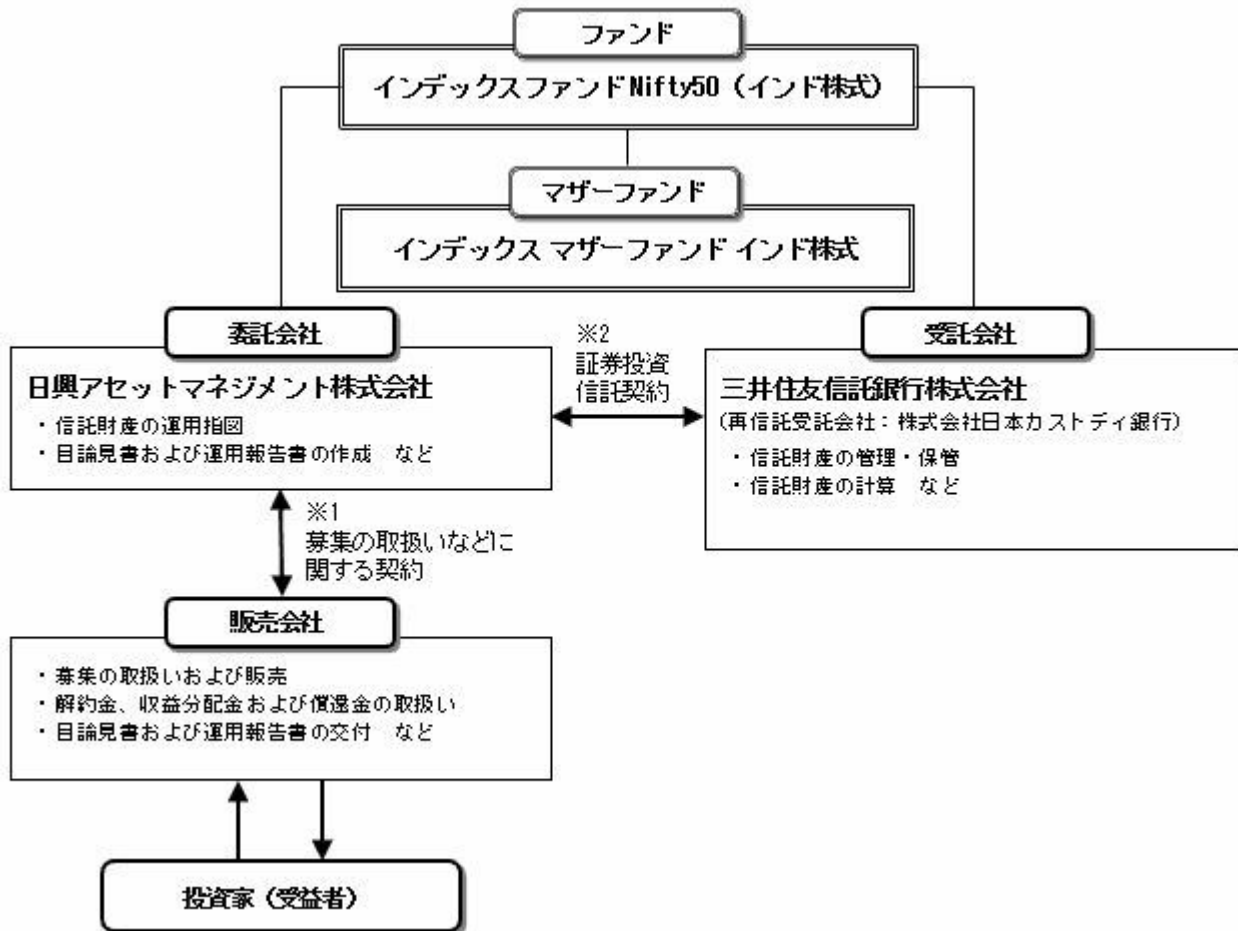 ファンド
インデックスファンドNifty50（インド株式）
マザーファンド
インデックス マザーファンド インド株式
委託会社
日興アセットマネジメント株式会社
・信託財産の運用指図
・目論見書および運用報告書の作成　など
※2
証券投資
信託契約
受託会社
三井住友信託銀行株式会社
(再信託受託会社：株式会社日本カストディ銀行)
・信託財産の管理・保管
・信託財産の計算　など
※1
募集の取扱いなどに
関する契約
販売会社
・募集の取扱いおよび販売
・解約金、収益分配金および償還金の取扱い
・目論見書および運用報告書の交付　など
投資家（受益者）